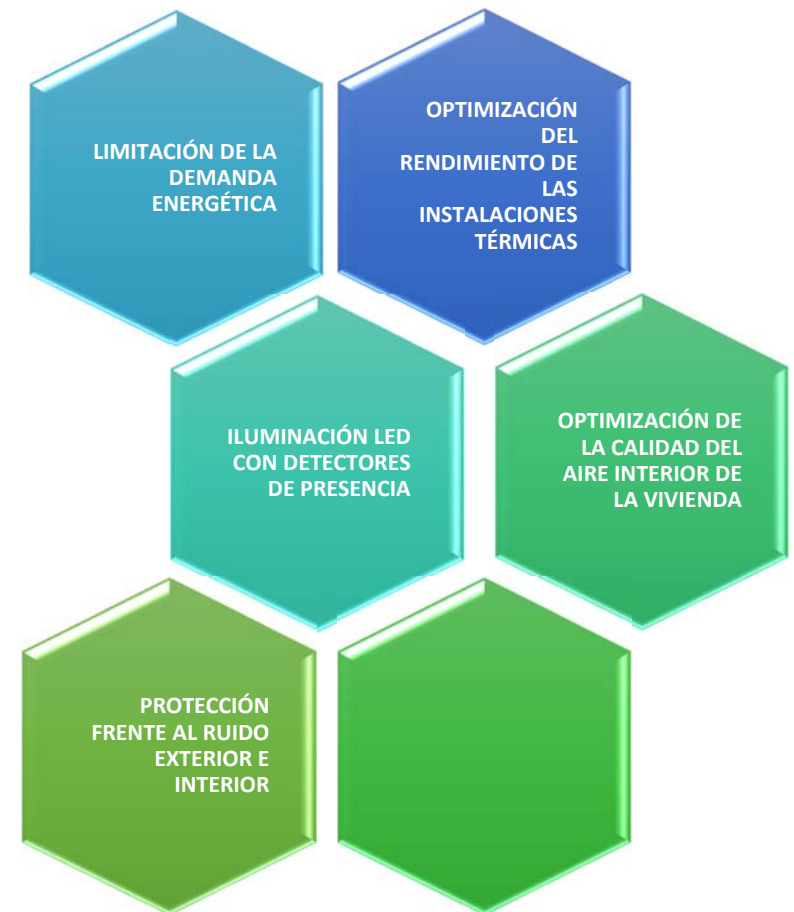 LIMITACIÓN DE LA
DEMANDA
ENERGÉTICA
OPTIMIZACIÓN
DEL
RENDIMIENTO DE
LAS
INSTALACIONES
TÉRMICAS
ILUMINACIÓN LED
CON DETECTORES
DE PRESENCIA
OPTIMIZACIÓN DE
LA CALIDAD DEL
AIRE INTERIOR DE
LA VIVIENDA
PROTECCIÓN
FRENTE AL RUIDO
EXTERIOR E
INTERIOR